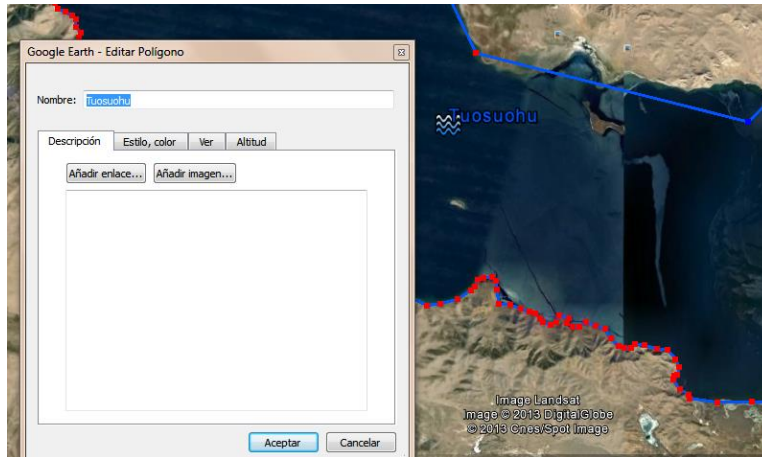 Google Earth - Editar Polígono
Nombre: Tuosuohu
Descripción Estilo, color Ver Altitud
Añadir enlace... Añadir imagen...
Aceptar Cancelar
Tuosuohu
Image Landsat
Image © 2013 DigitalGlobe
© 2013 Cnes/Spot Image